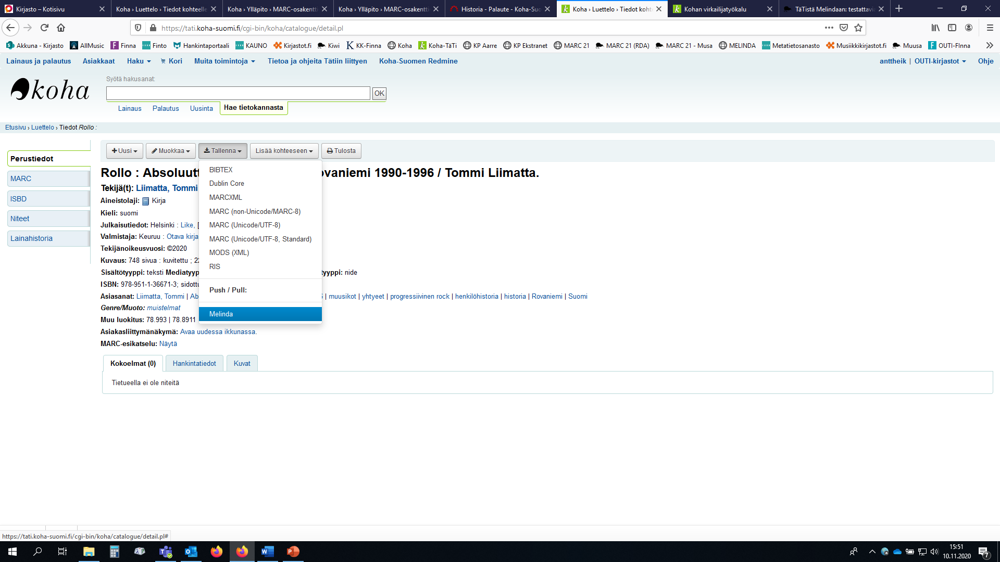 Kirjasto – Kotisivu
Koha › Luettelo › Tiedot kohteelle
Koha › Ylläpito › MARC-osakentti
Koha › Ylläpito › MARC-osakentti
Historia - Palaute - Koha-Suo
Koha › Luettelo › Tiedot koht
Kohan virkailijatyökalu
TäTistä Melindaan: testattavia
https://tati.koha-suomi.fi/cgi-bin/koha/catalogue/detail.pl
Akkuna - Kirjasto AllMusic Finna Finto Hankintaportaali KAUNO Kirjastot.fi Kiwi KK-Finna Koha Koha-TäTi KP Aarre KP Ekstranet MARC 21 MARC 21 (RDA) MARC 21 - Musa MELINDA Metatietosanasto Musiikkikirjastot.fi Muusa OUTI-FInna
Lainaus ja palautus Asiakkaat Haku Kori Muita toimintoja Tietoa ja ohjeita Tätiin liittyen Koha-Suomen Redmine anttheik | OUTI-kirjastot Ohje
koha
Syötä hakusanat:
OK
Lainaus Palautus Uusinta Hae tietokannasta
Etusivu › Luettelo › Tiedot Rollo :
Perustiedot
MARC
ISBD
Niteet
Lainahistoria
Uusi Muokkaa Tallenna Lisää kohteeseen Tulosta
Rollo : Absoluutt ovaniemi 1990-1996 / Tommi Liimatta.
Tekijä(t): Liimatta, Tommi
Aineistolaji: Kirja
Kieli: suomi
Julkaisutiedot: Helsinki : Like, [
Valmistaja: Keuruu : Otava kirja
Tekijänoikeusvuosi: ©2020
Kuvaus: 748 sivua : kuvitettu ; 22
Sisältötyyppi: teksti Mediatyyp tyyppi: nide
ISBN: 978-951-1-36671-3; sidottu
Asiasanat: Liimatta, Tommi | Ab | muusikot | yhtyeet | progressiivinen rock | henkilöhistoria | historia | Rovaniemi | Suomi
Genre/Muoto: muistelmat
Muu luokitus: 78.993 | 78.8911
Asiakasliittymänäkymä: Avaa uudessa ikkunassa.
MARC-esikatselu: Näytä
BIBTEX
Dublin Core
MARCXML
MARC (non-Unicode/MARC-8)
MARC (Unicode/UTF-8)
MARC (Unicode/UTF-8, Standard)
MODS (XML)
RIS
Push / Pull:
Melinda
Kokoelmat (0) Hankintatiedot Kuvat
Tietueella ei ole niteitä
https://tati.koha-suomi.fi/cgi-bin/koha/catalogue/detail.pl#
15:51
10.11.2020
7